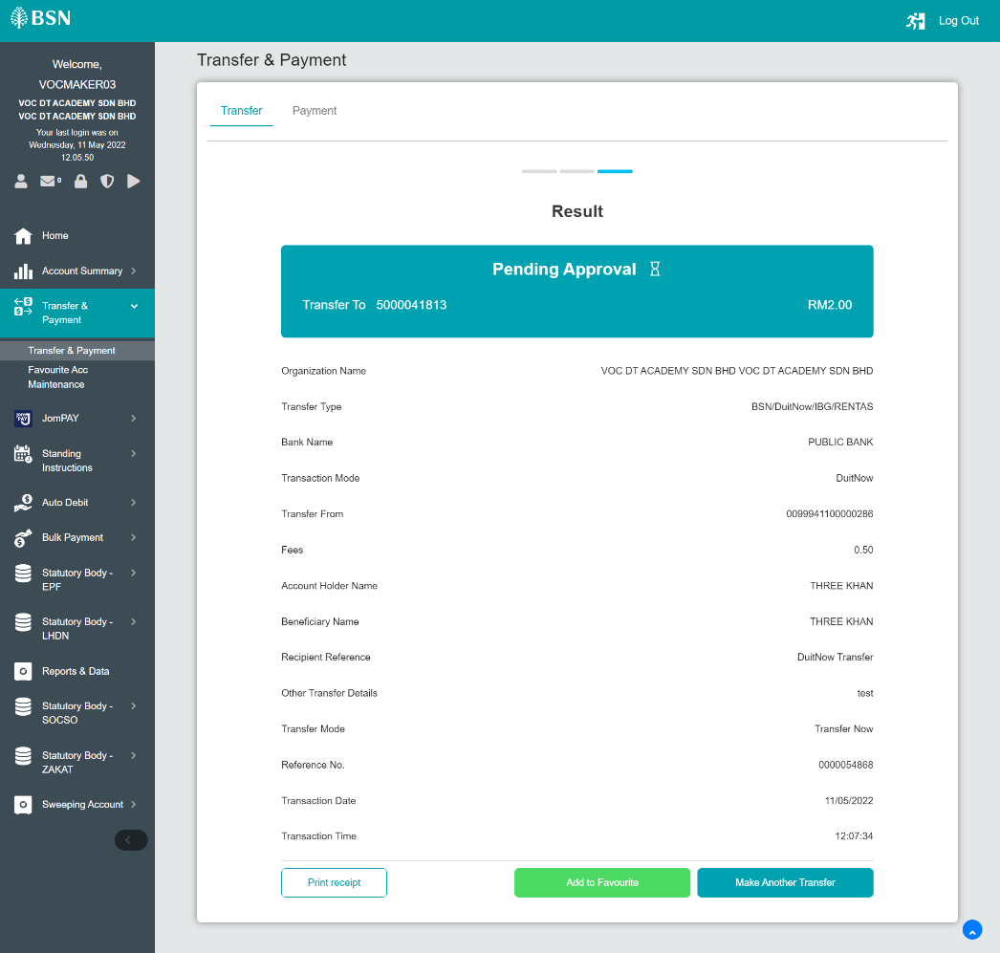 BSN
Log Out
Welcome,
VOCMAKER03
VOC DT ACADEMY SDN BHD
VOC DT ACADEMY SDN BHD
Your last login was on
Wednesday, 11 May 2022
12.05.50
0
Home
Account Summary
Transfer &
Payment
Transfer & Payment
Favourite Acc
Maintenance
JomPAY
Standing
Instructions
Auto Debit
Bulk Payment
Statutory Body -
EPF
Statutory Body -
LHDN
Reports & Data
Statutory Body -
SOCSO
Statutory Body -
ZAKAT
Sweeping Account
Transfer & Payment
Transfer Payment
Result
Pending Approval
Transfer To 5000041813 RM2.00
Organization Name VOC DT ACADEMY SDN BHD VOC DT ACADEMY SDN BHD
Transfer Type BSN/DuitNow/IBG/RENTAS
Bank Name PUBLIC BANK
Transaction Mode DuitNow
Transfer From 0099941100000286
Fees 0.50
Account Holder Name THREE KHAN
Beneficiary Name THREE KHAN
Recipient Reference DuitNow Transfer
Other Transfer Details test
Transfer Mode Transfer Now
Reference No. 0000054868
Transaction Date 11/05/2022
Transaction Time 12:07:34
Print receipt Add to Favourite Make Another Transfer